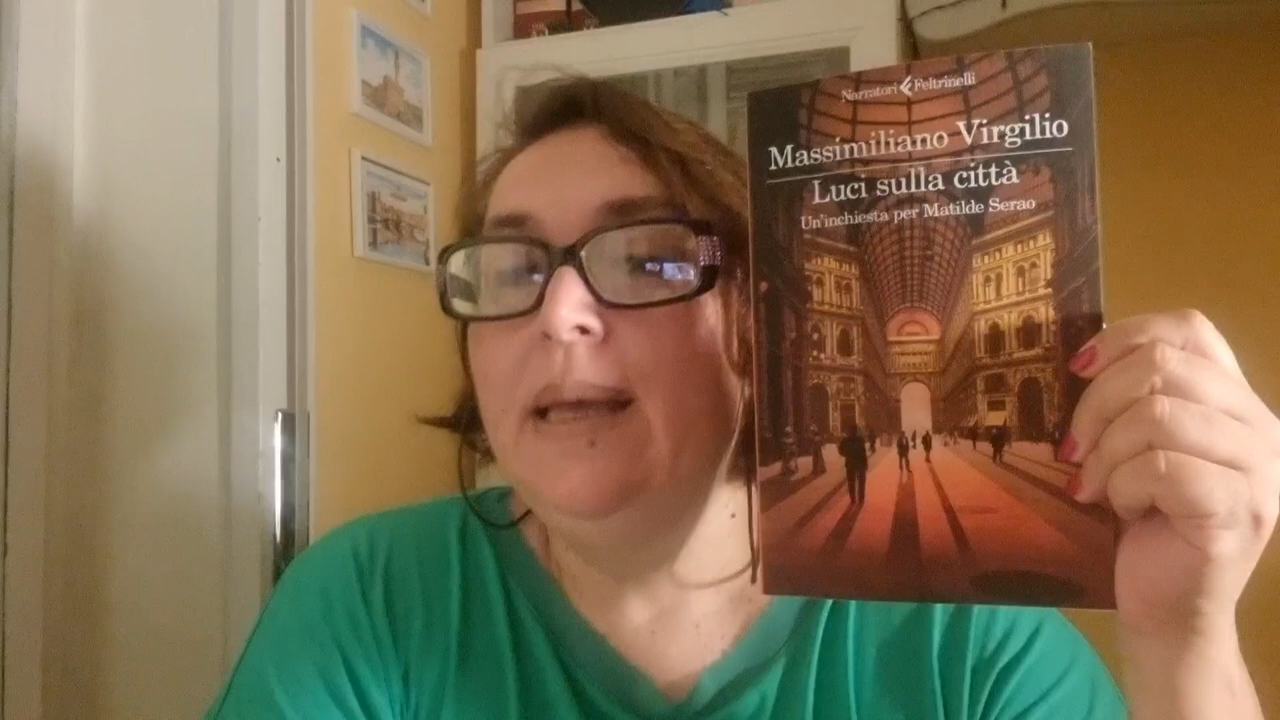 Narratori Feltrinelli
Massimiliano Virgilio
Luci sulla città
Un'inchiesta per Matilde Serao